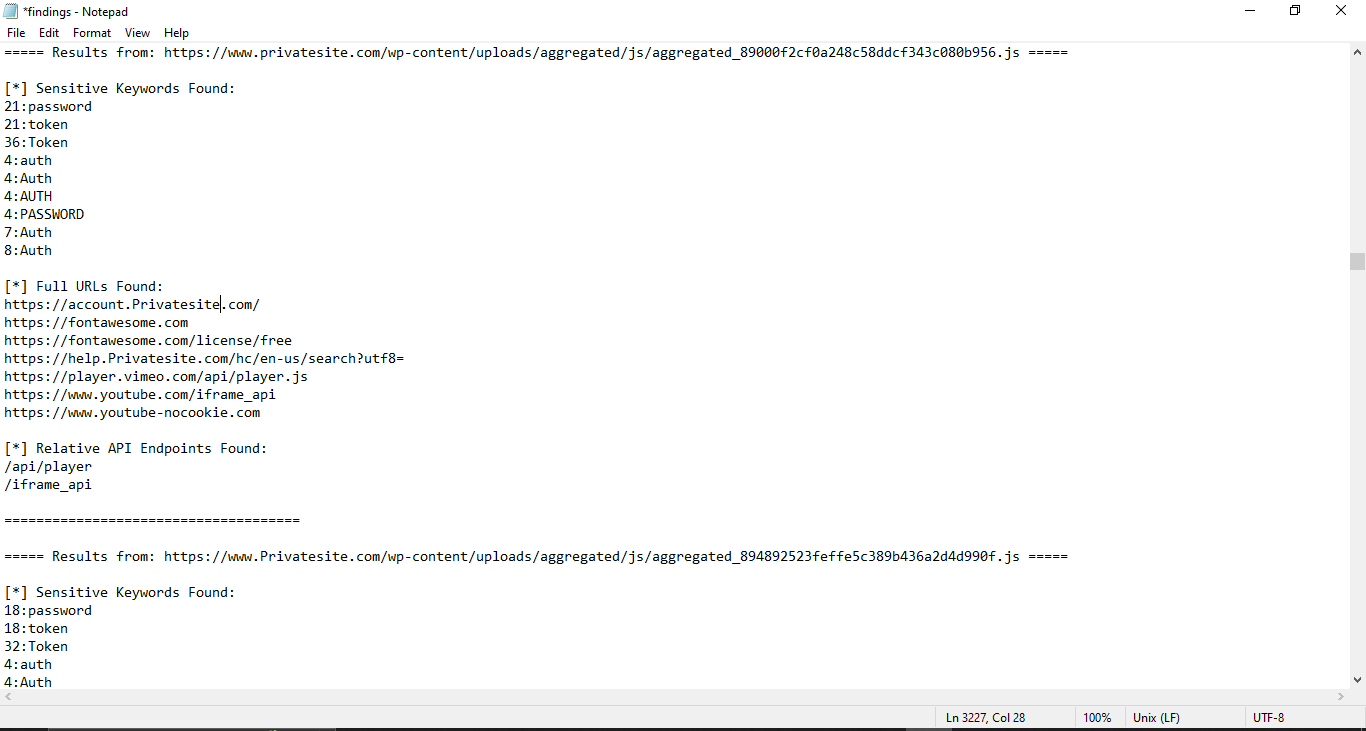 *findings - Notepad
File Edit Format View Help
===== Results from: https://www.privatesite.com/wp-content/uploads/aggregated/js/aggregated_89000f2cf0a248c58ddcf343c080b956.js =====
[*] Sensitive Keywords Found:
21:password
21:token
36:Token
4:auth
4:Auth
4:AUTH
4:PASSWORD
7:Auth
8:Auth
[*] Full URLs Found:
https://account.Privatesite.com/
https://fontawesome.com
https://fontawesome.com/license/free
https://help.Privatesite.com/hc/en-us/search?utf8=
https://player.vimeo.com/api/player.js
https://www.youtube.com/iframe_api
https://www.youtube-nocookie.com
[*] Relative API Endpoints Found:
/api/player
/iframe_api
=====================================
===== Results from: https://www.Privatesite.com/wp-content/uploads/aggregated/js/aggregated_894892523feffe5c389b436a2d4d990f.js =====
[*] Sensitive Keywords Found:
18:password
18:token
32:Token
4:auth
4:Auth
Ln 3227, Col 28 100% Unix (LF) UTF-8